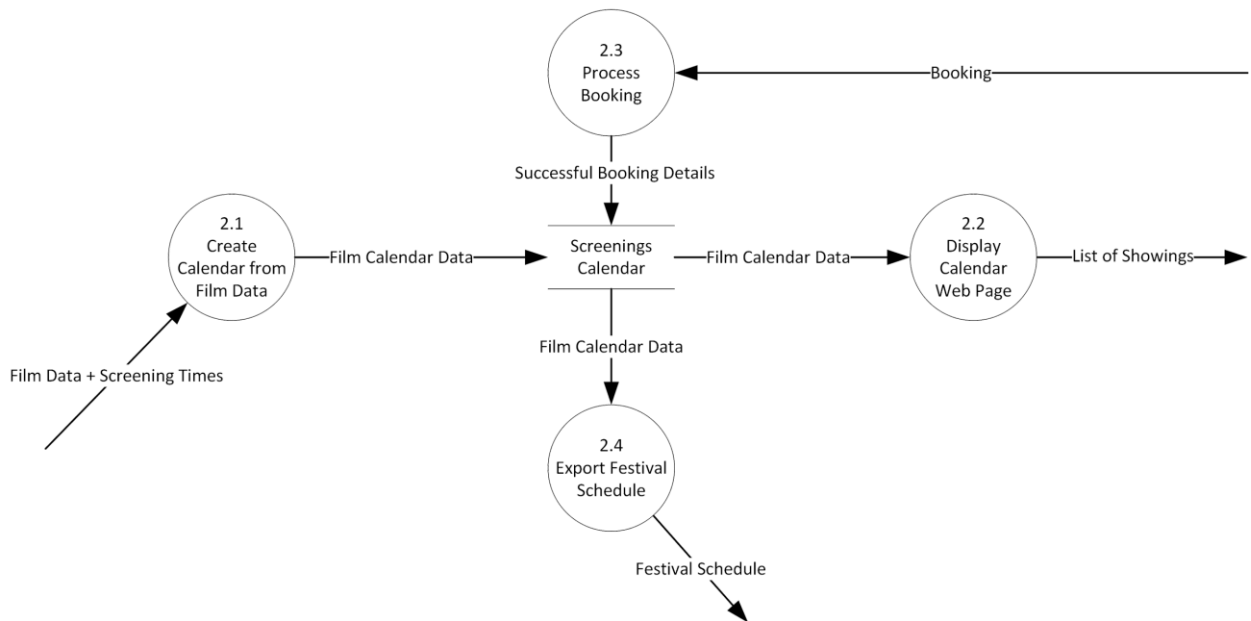 2.3
Process
Booking
Booking
Successful Booking Details
2.1
Create
Calendar from
Film Data
Film Calendar Data
Screenings
Calendar
Film Calendar Data
2.2
Display
Calendar
Web Page
List of Showings
Film Calendar Data
Film Data + Screening Times
2.4
Export Festival
Schedule
Festival Schedule